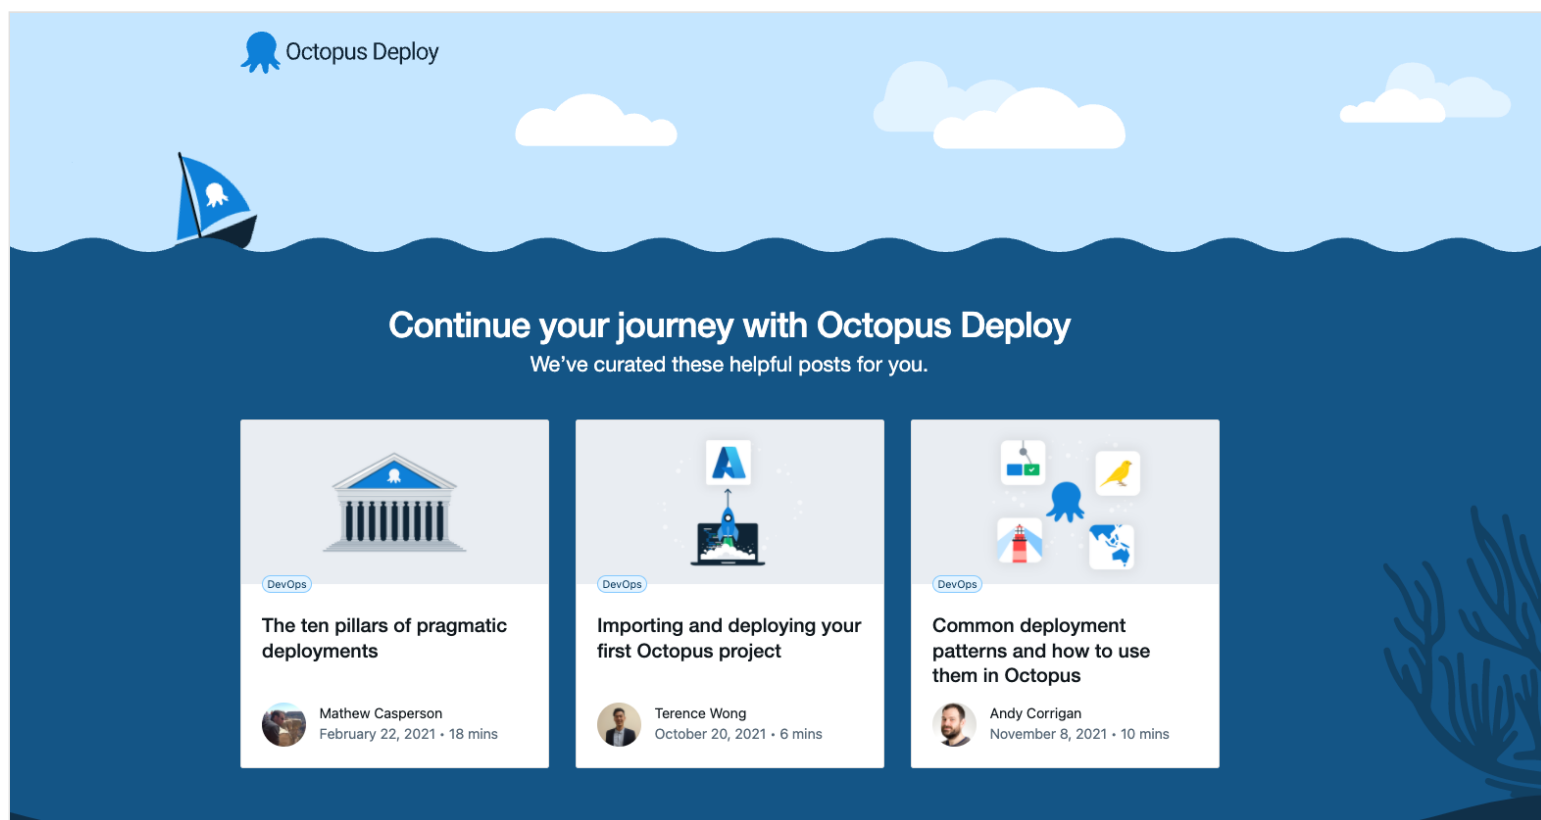 Octopus Deploy
Continue your journey with Octopus Deploy
We've curated these helpful posts for you.
DevOps
The ten pillars of pragmatic
deployments
Mathew Casperson
February 22, 2021 • 18 mins
DevOps
Importing and deploying your
first Octopus project
Terence Wong
October 20, 2021 • 6 mins
DevOps
Common deployment
patterns and how to use
them in Octopus
Andy Corrigan
November 8, 2021 • 10 mins